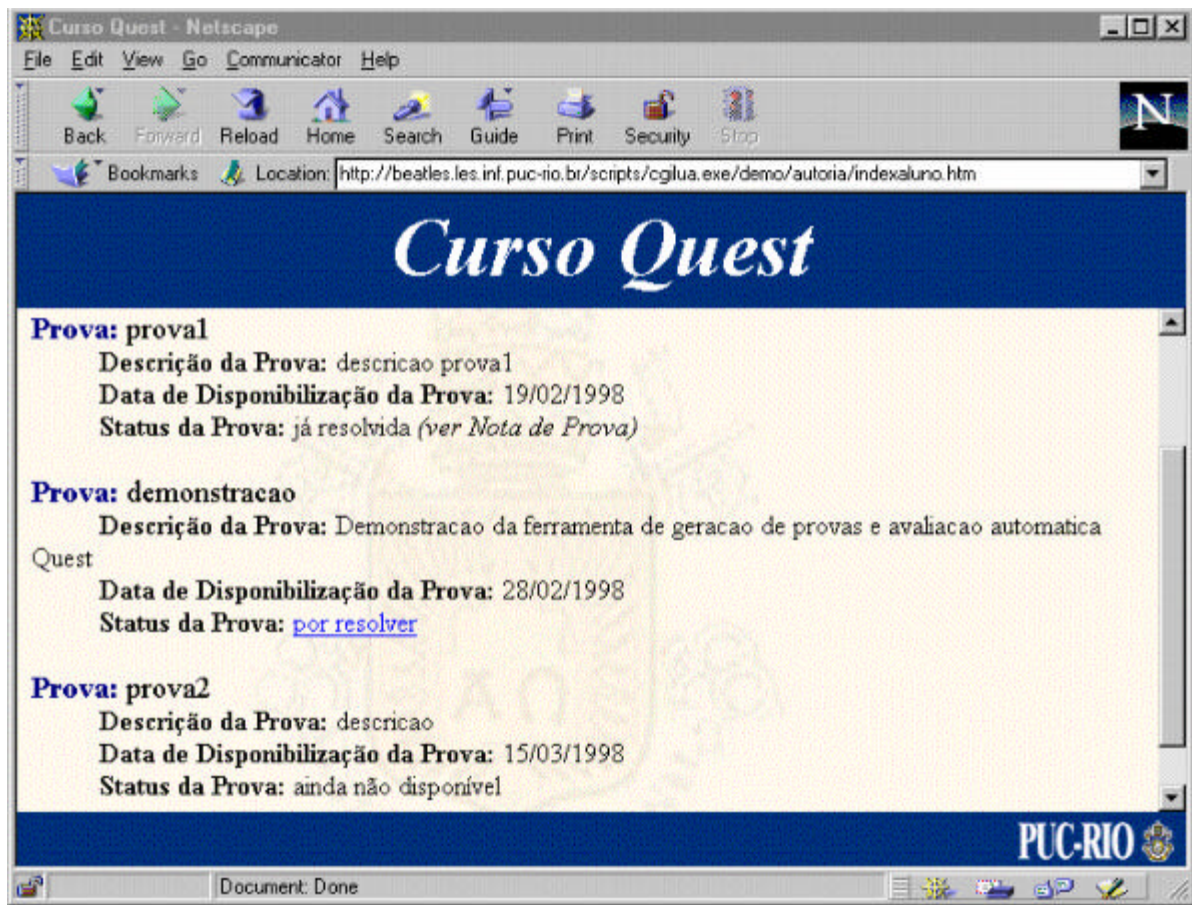 Curso Quest - Netscape
File Edit View Go Communicator Help
Back Forward Reload Home Search Guide Print Security Stop
N
Bookmarks Location: http://beatles.les.inf.puc-rio.br/scripts/cgilua.exe/demo/autoria/indexaluno.htm
Curso Quest
Prova: prova1
Descrição da Prova: descricao prova1
Data de Disponibilização da Prova: 19/02/1998
Status da Prova: já resolvida (ver Nota de Prova)
Prova: demonstracao
Descrição da Prova: Demonstracao da ferramenta de geracao de provas e avaliacao automatica
Quest
Data de Disponibilização da Prova: 28/02/1998
Status da Prova: por resolver
Prova: prova2
Descrição da Prova: descricao
Data de Disponibilização da Prova: 15/03/1998
Status da Prova: ainda não disponível
PUC-RIO
Document: Done